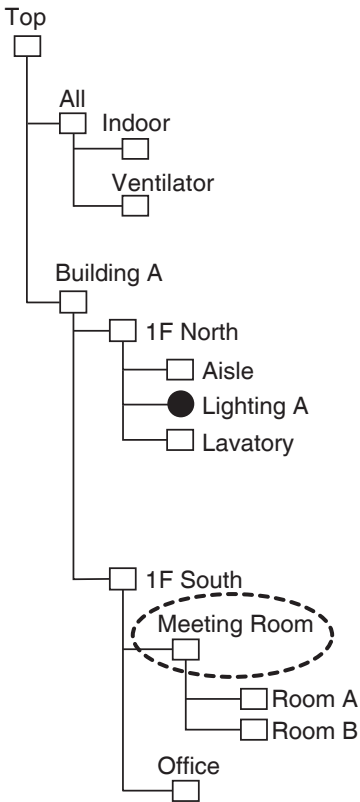 Top
All
Indoor
Ventilator
Building A
1F North
Aisle
Lighting A
Lavatory
1F South
Meeting Room
Room A
Room B
Office